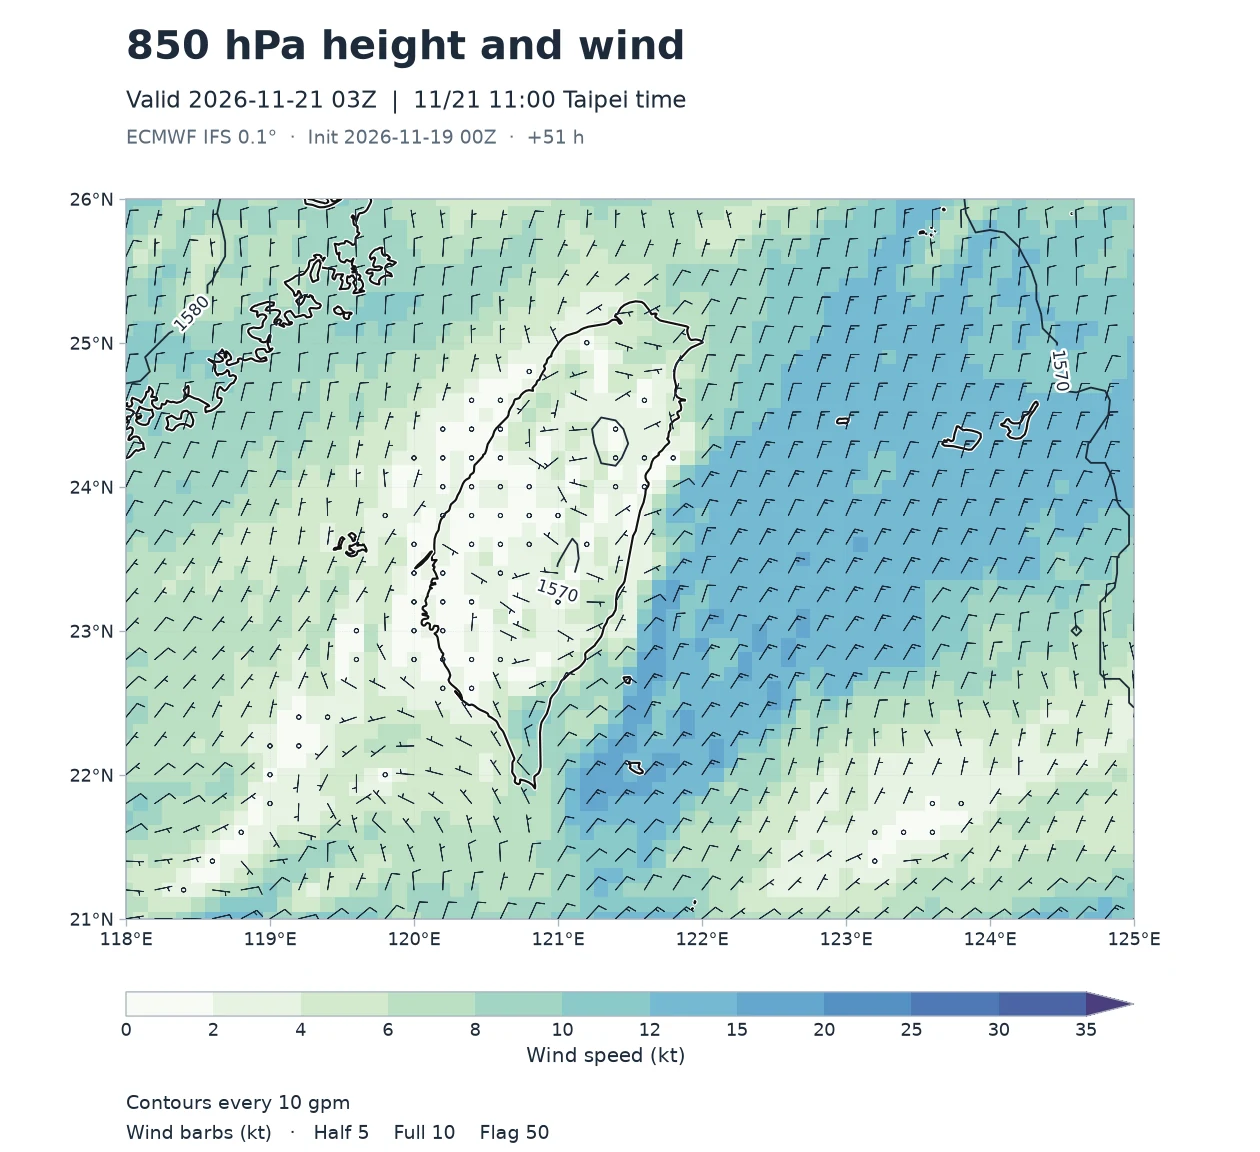 850 hPa height and wind
Valid 2026-11-21 03Z | 11/21 11:00 Taipei time
ECMWF IFS 0.1° · Init 2026-11-19 00Z · +51 h
26°N
25°N
24°N
23°N
22°N
21°N
1580
1570
1570
118°E 119°E 120°E 121°E 122°E 123°E 124°E 125°E
0 2 4 6 8 10 12 15 20 25 30 35
Wind speed (kt)
Contours every 10 gpm
Wind barbs (kt) · Half 5 Full 10 Flag 50